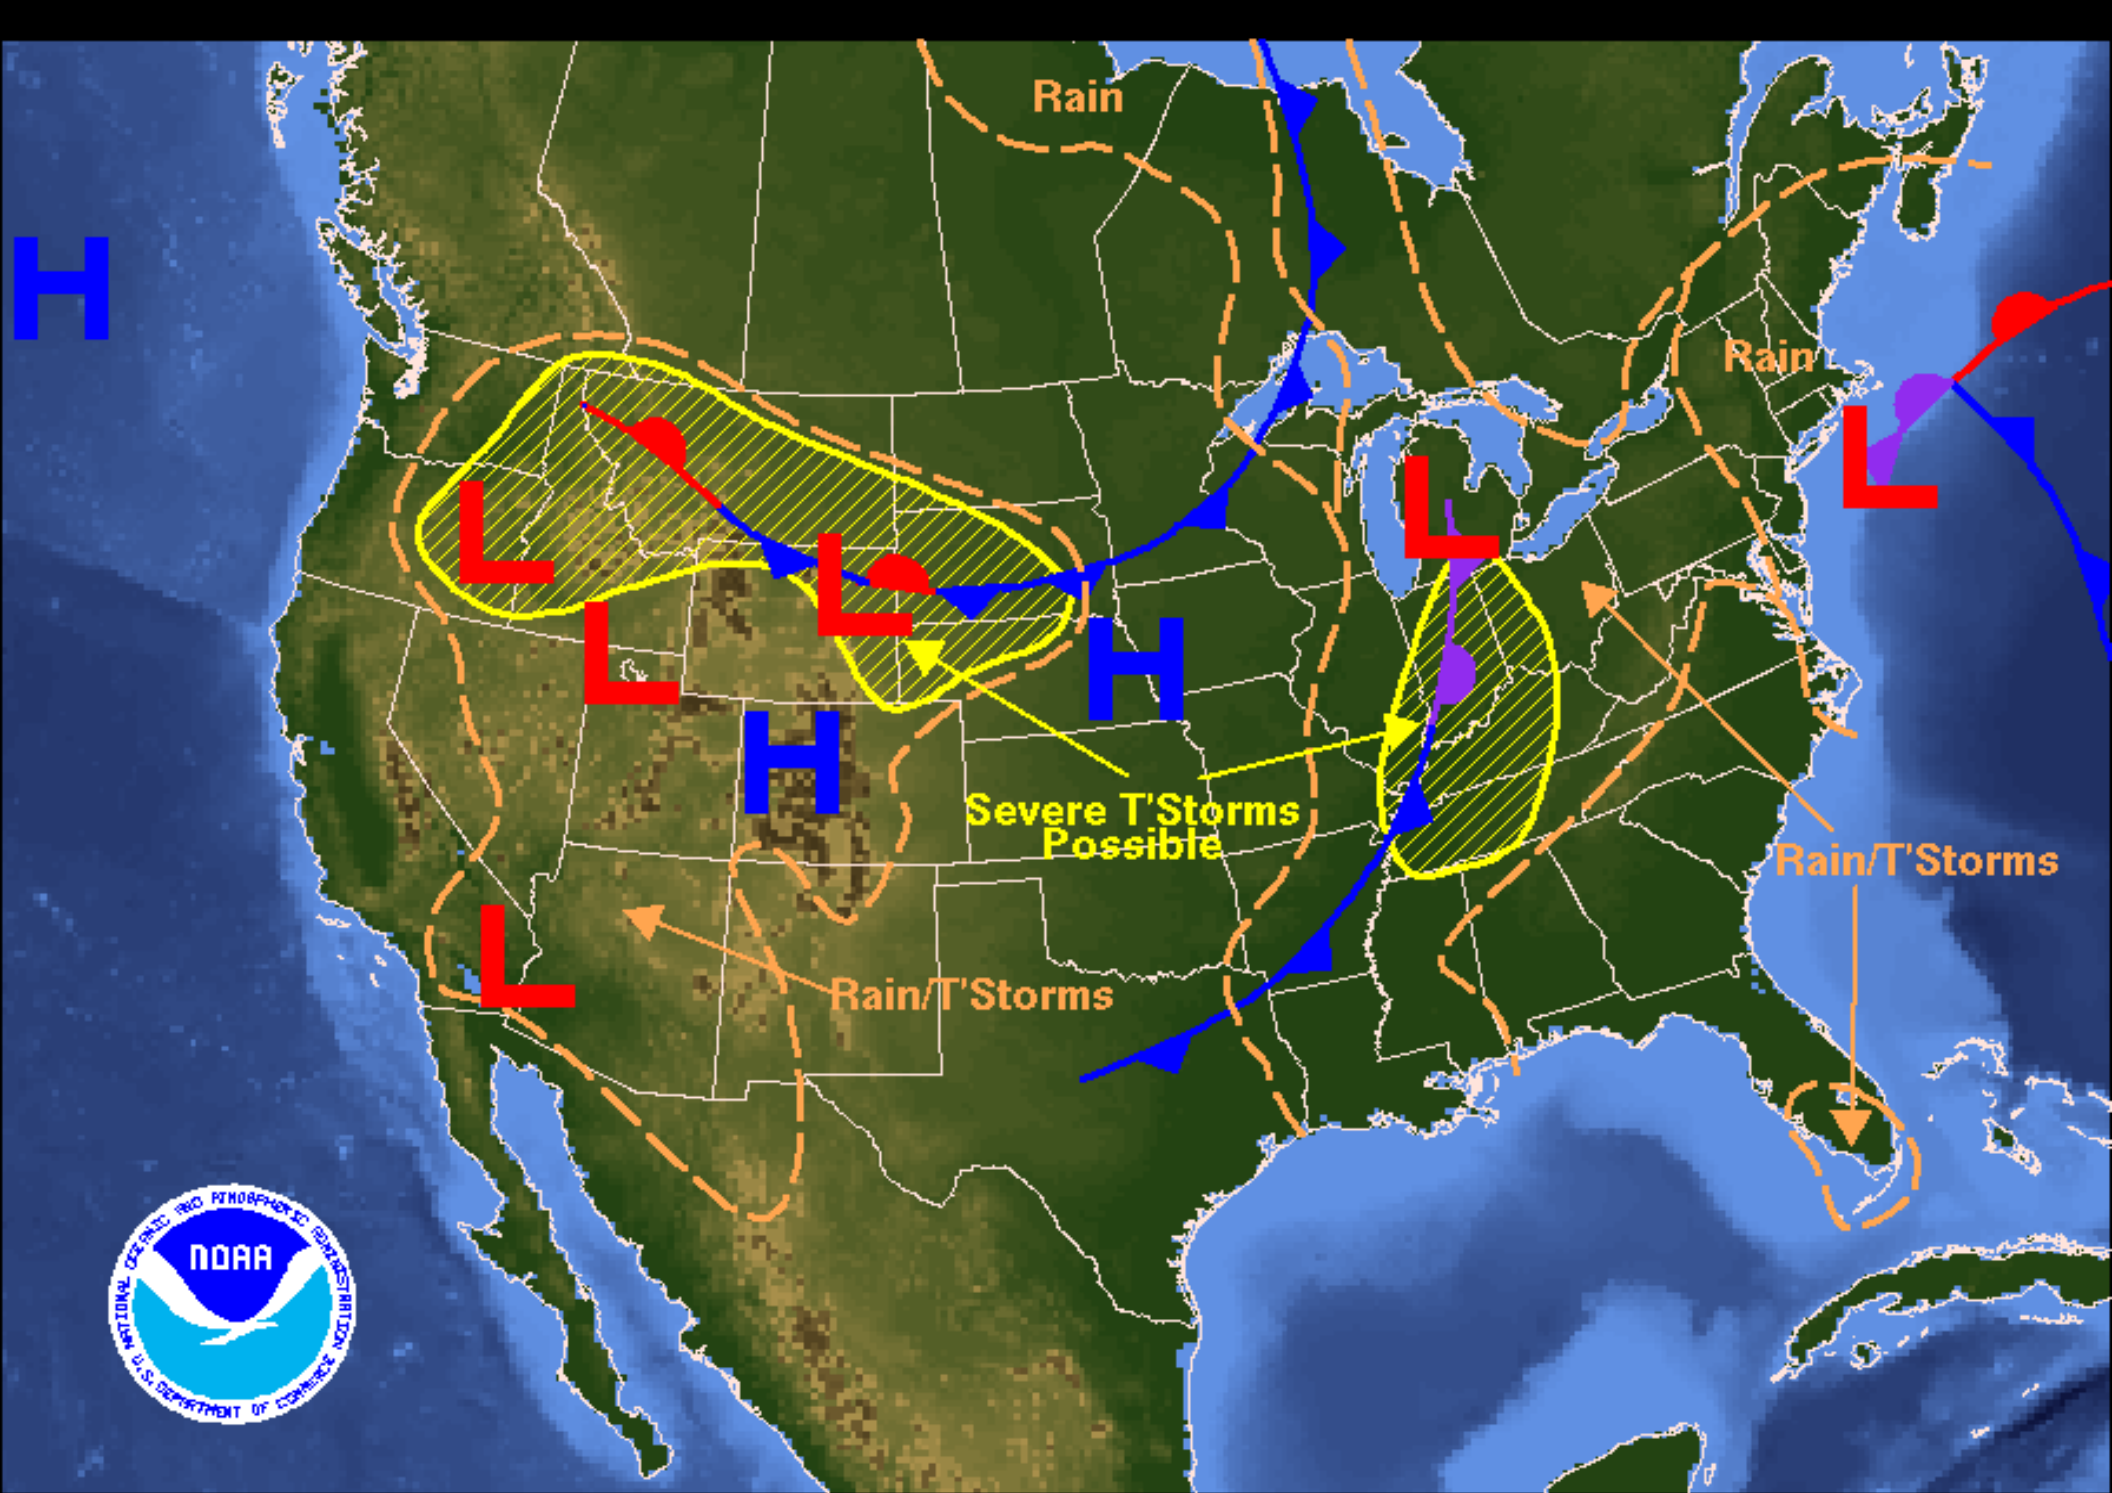 Rain
H
Rain
L
L
L
L
L
H
L
H
Severe T'Storms
Possible
Rain/T'Storms
L
Rain/T'Storms
NATIONAL OCEANIC AND ATMOSPHERIC ADMINISTRATION
NOAA
U.S. DEPARTMENT OF COMMERCE